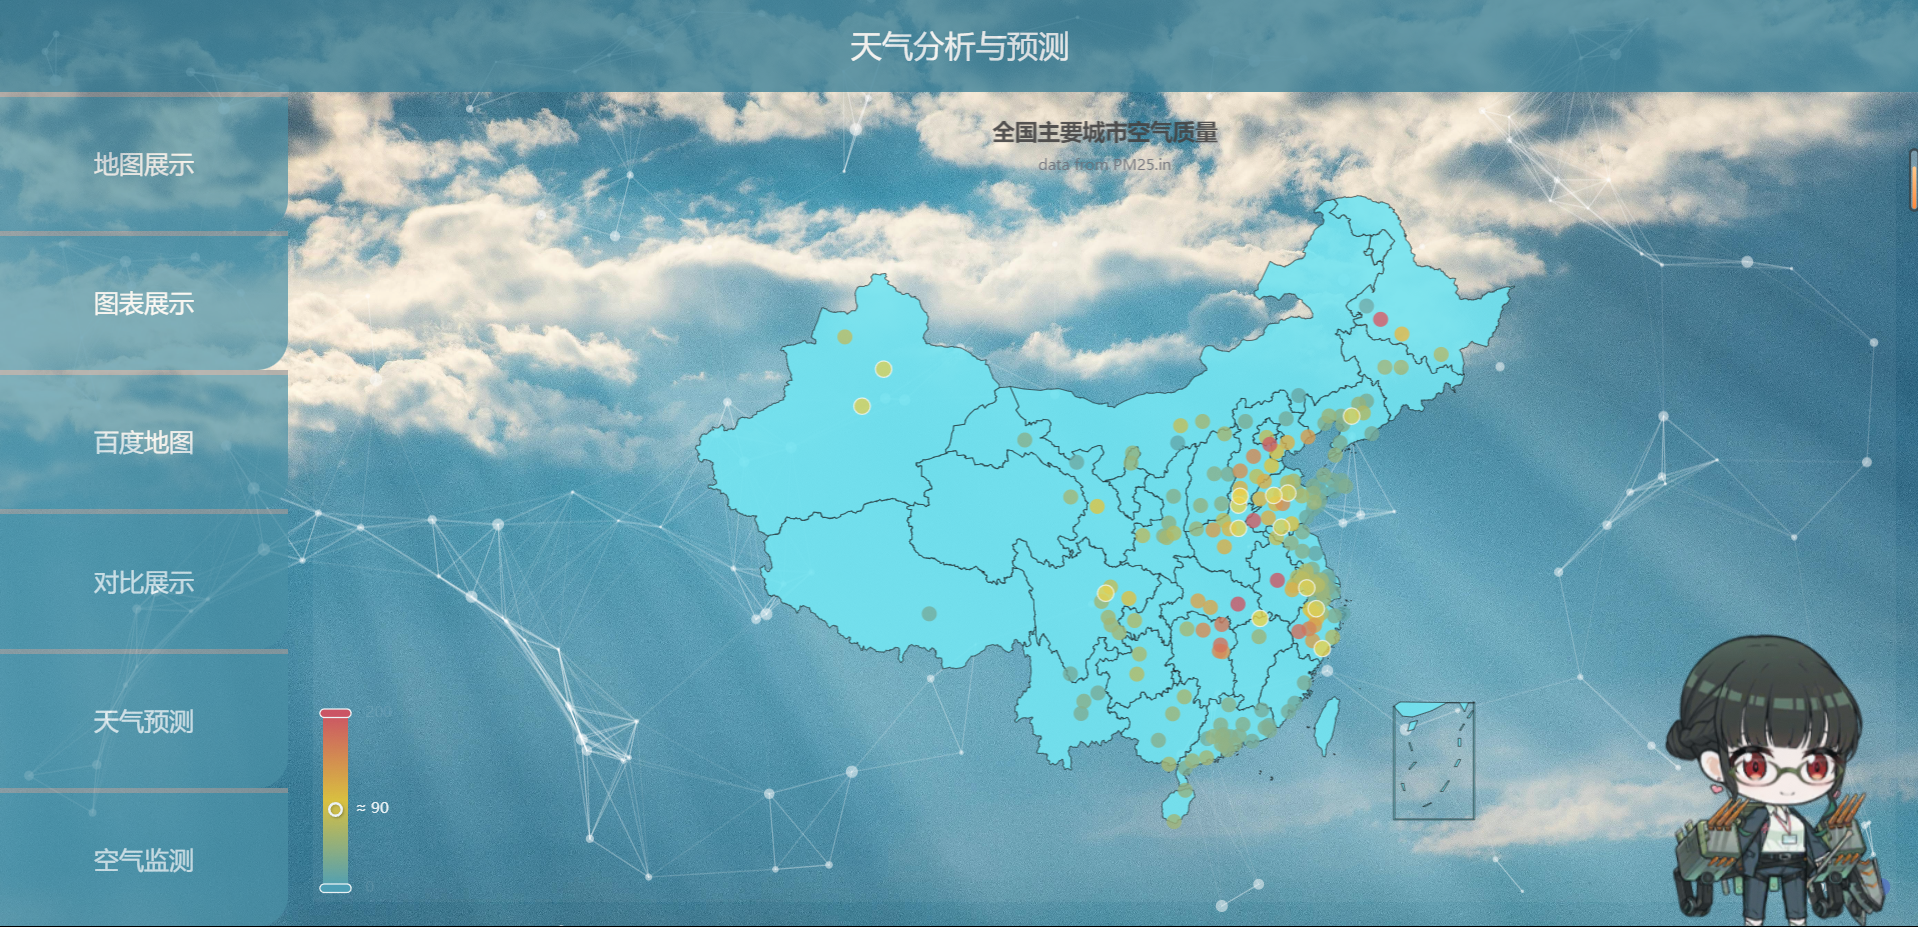 天气分析与预测
地图展示
图表展示
百度地图
对比展示
天气预测
空气监测
全国主要城市空气质量
data from PM25.in
200
≈ 90
0